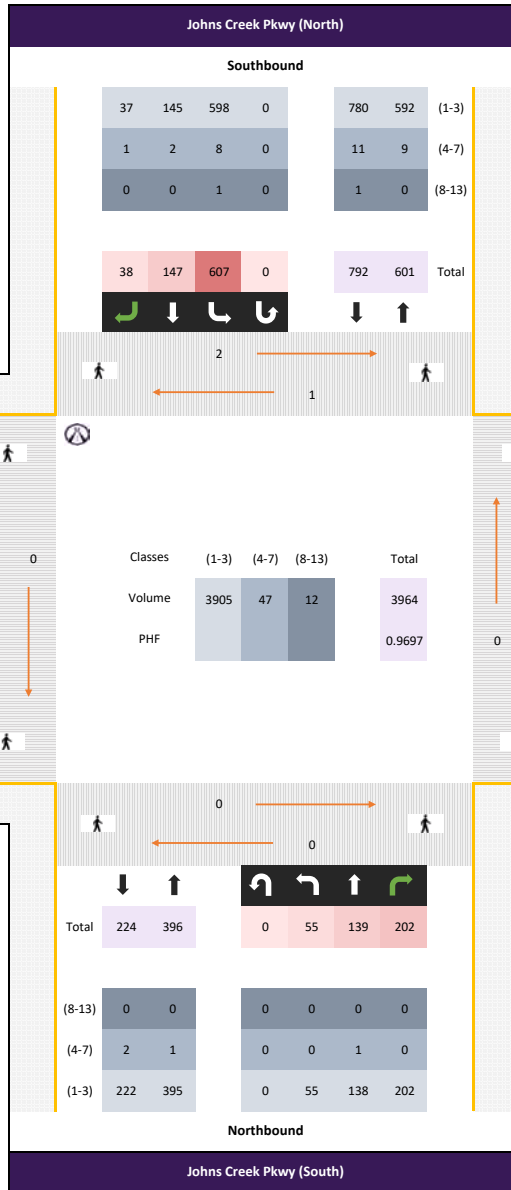 Johns Creek Pkwy (North)
Southbound
37 145 598 0 780 592 (1-3)
1 2 8 0 11 9 (4-7)
0 0 1 0 1 0 (8-13)
38 147 607 0 792 601 Total
2
1
0
Classes (1-3) (4-7) (8-13) Total
Volume 3905 47 12 3964
PHF 0.9697
0
0
0
Total 224 396 0 55 139 202
(8-13) 0 0 0 0 0 0
(4-7) 2 1 0 0 1 0
(1-3) 222 395 0 55 138 202
Northbound
Johns Creek Pkwy (South)